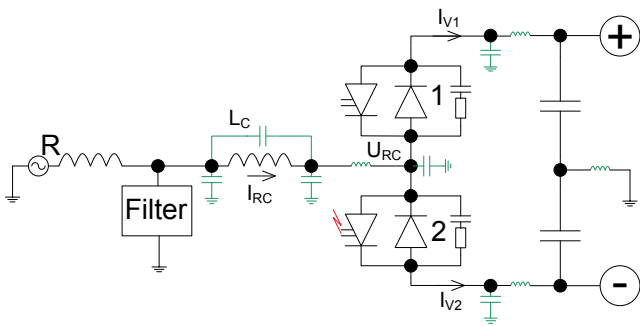 I_V1
+
1
L_C
R
U_RC
I_RC
Filter
2
I_V2
-